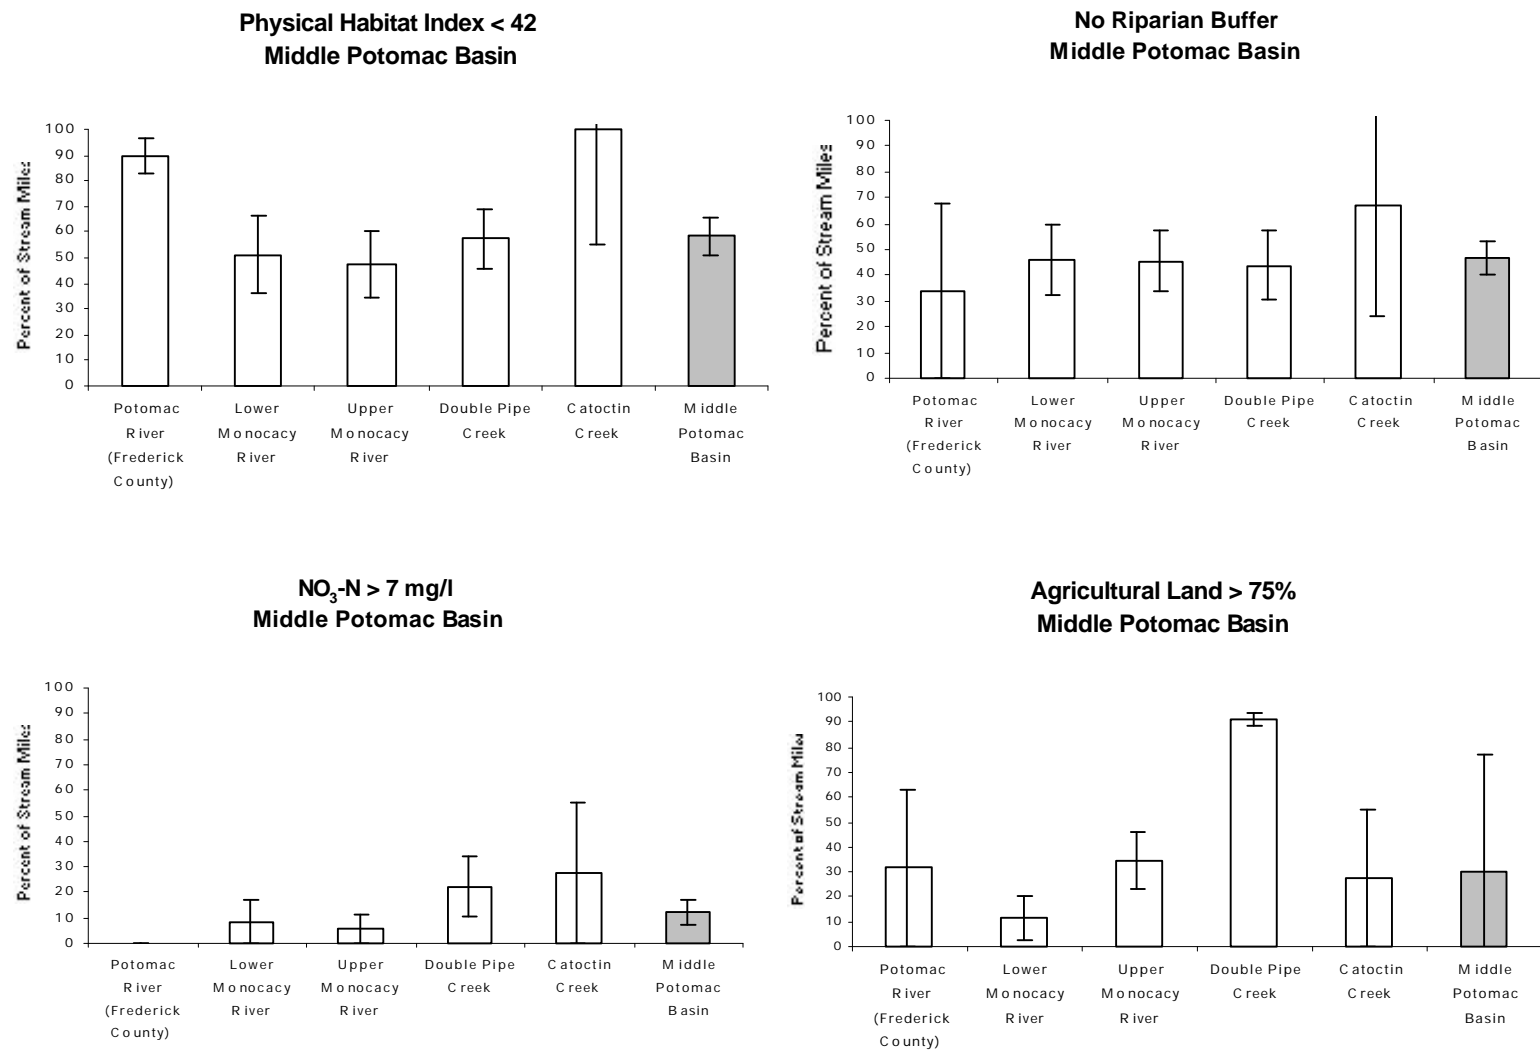 Physical Habitat Index < 42
Middle Potomac Basin
Percent of Stream Miles
100
90
80
70
60
50
40
30
20
10
0
Potomac
River
(Frederick
County)
Lower
Monocacy
River
Upper
Monocacy
River
Double Pipe
Creek
Catoctin
Creek
Middle
Potomac
Basin
No Riparian Buffer
Middle Potomac Basin
Percent of Stream Miles
100
90
80
70
60
50
40
30
20
10
0
Potomac
River
(Frederick
County)
Lower
Monocacy
River
Upper
Monocacy
River
Double Pipe
Creek
Catoctin
Creek
Middle
Potomac
Basin
NO₃-N > 7 mg/l
Middle Potomac Basin
Percent of Stream Miles
100
90
80
70
60
50
40
30
20
10
0
Potomac
River
(Frederick
County)
Lower
Monocacy
River
Upper
Monocacy
River
Double Pipe
Creek
Catoctin
Creek
Middle
Potomac
Basin
Agricultural Land > 75%
Middle Potomac Basin
Percent of Stream Miles
100
90
80
70
60
50
40
30
20
10
0
Potomac
River
(Frederick
County)
Lower
Monocacy
River
Upper
Monocacy
River
Double Pipe
Creek
Catoctin
Creek
Middle
Potomac
Basin